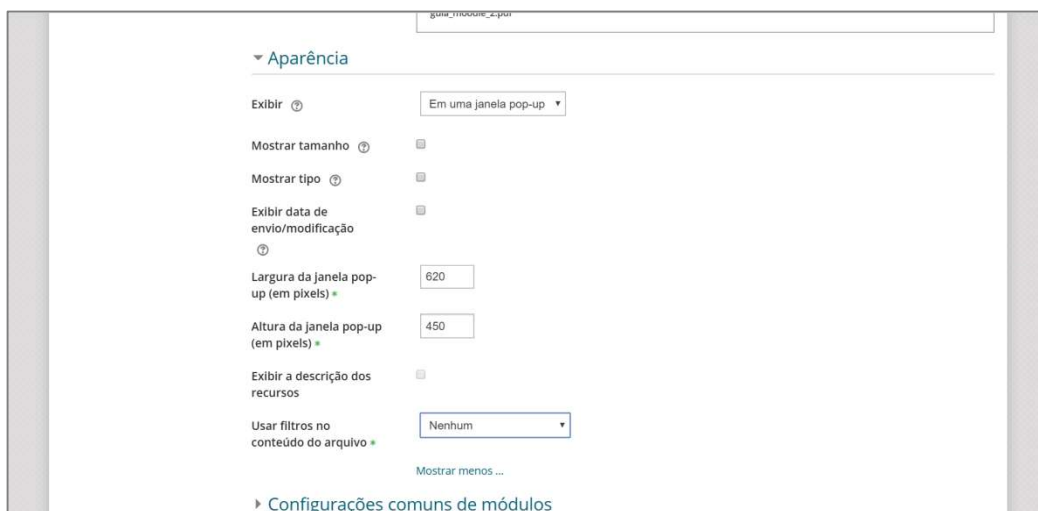 guia_moodle_2.pdf
Aparência
Exibir
Em uma janela pop-up
Mostrar tamanho
Mostrar tipo
Exibir data de
envio/modificação
Largura da janela pop-
up (em pixels) *
620
Altura da janela pop-up
(em pixels) *
450
Exibir a descrição dos
recursos
Usar filtros no
conteúdo do arquivo *
Nenhum
Mostrar menos ...
Configurações comuns de módulos